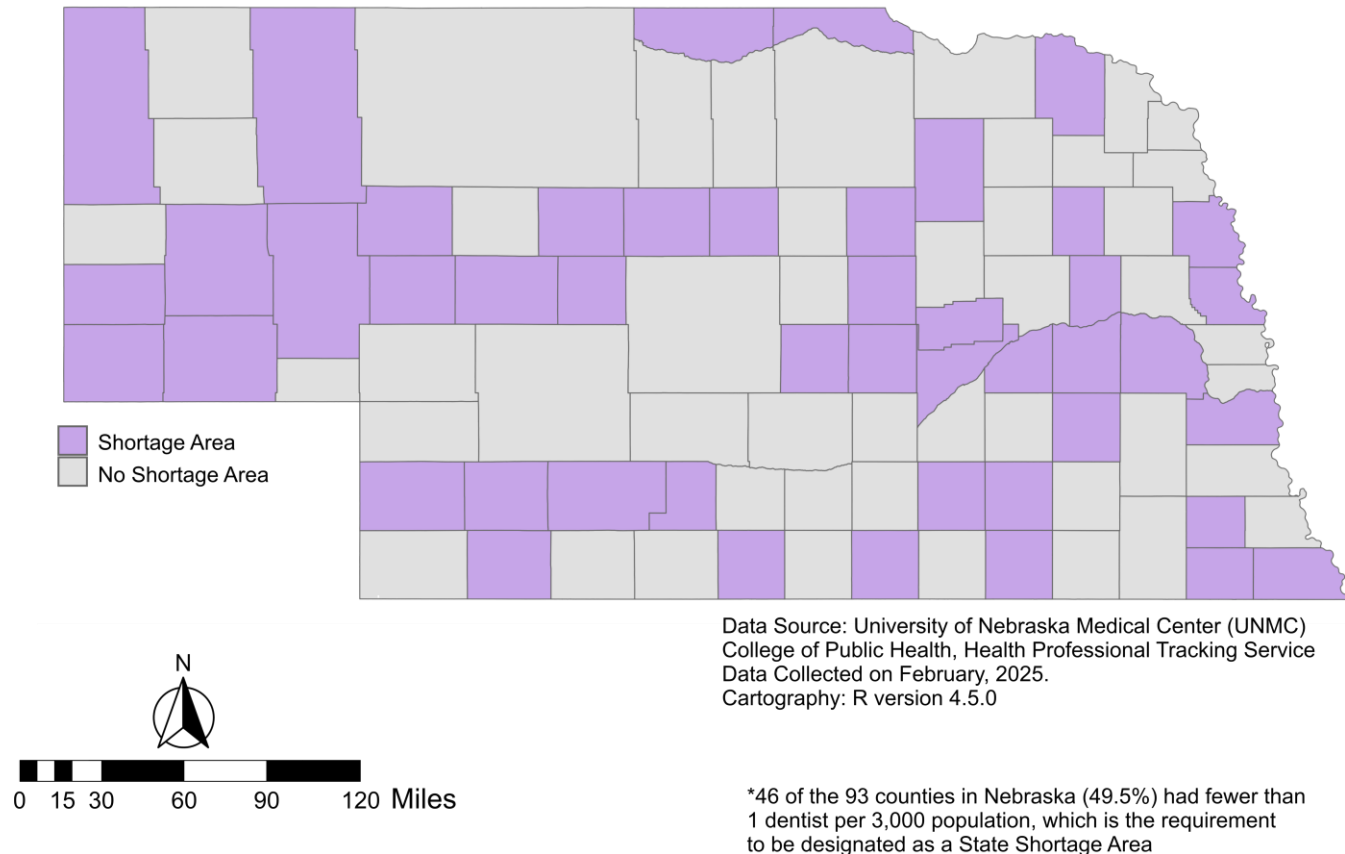 Shortage Area
No Shortage Area
Data Source: University of Nebraska Medical Center (UNMC)
College of Public Health, Health Professional Tracking Service
Data Collected on February, 2025.
Cartography: R version 4.5.0
N
0 15 30 60 90 120 Miles
*46 of the 93 counties in Nebraska (49.5%) had fewer than
1 dentist per 3,000 population, which is the requirement
to be designated as a State Shortage Area